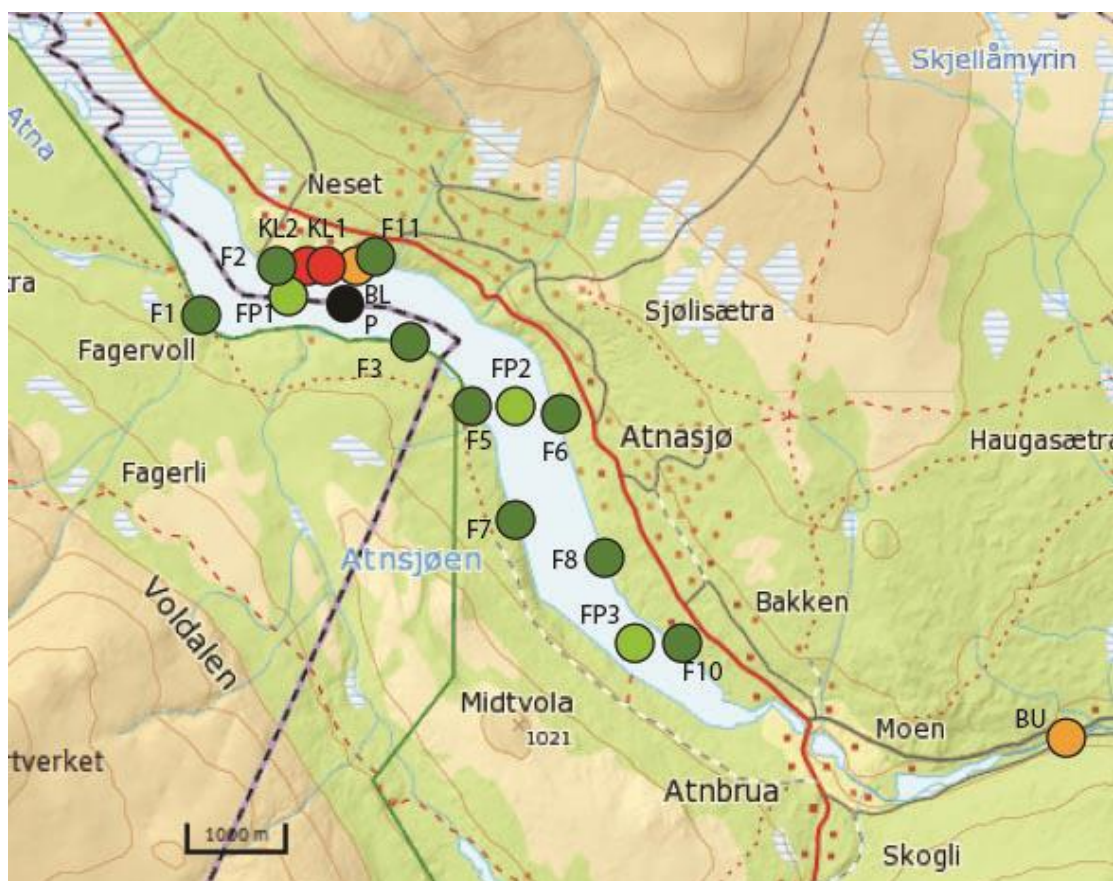 Skjellåmyrin
Atna
Neset
KL2 KL1 F11
F2
tra
F1 FP1 BL
P
Sjølisætra
Fagervoll
F3 FP2
F5 F6
Atnasjø
Haugasætra
Fagerli
F7
Atnsjøen
F8
Voldalen
FP3
Bakken
F10
Midtvola
1021
Moen
BU
rtverket
Atnbrua
1000 m
Skogli